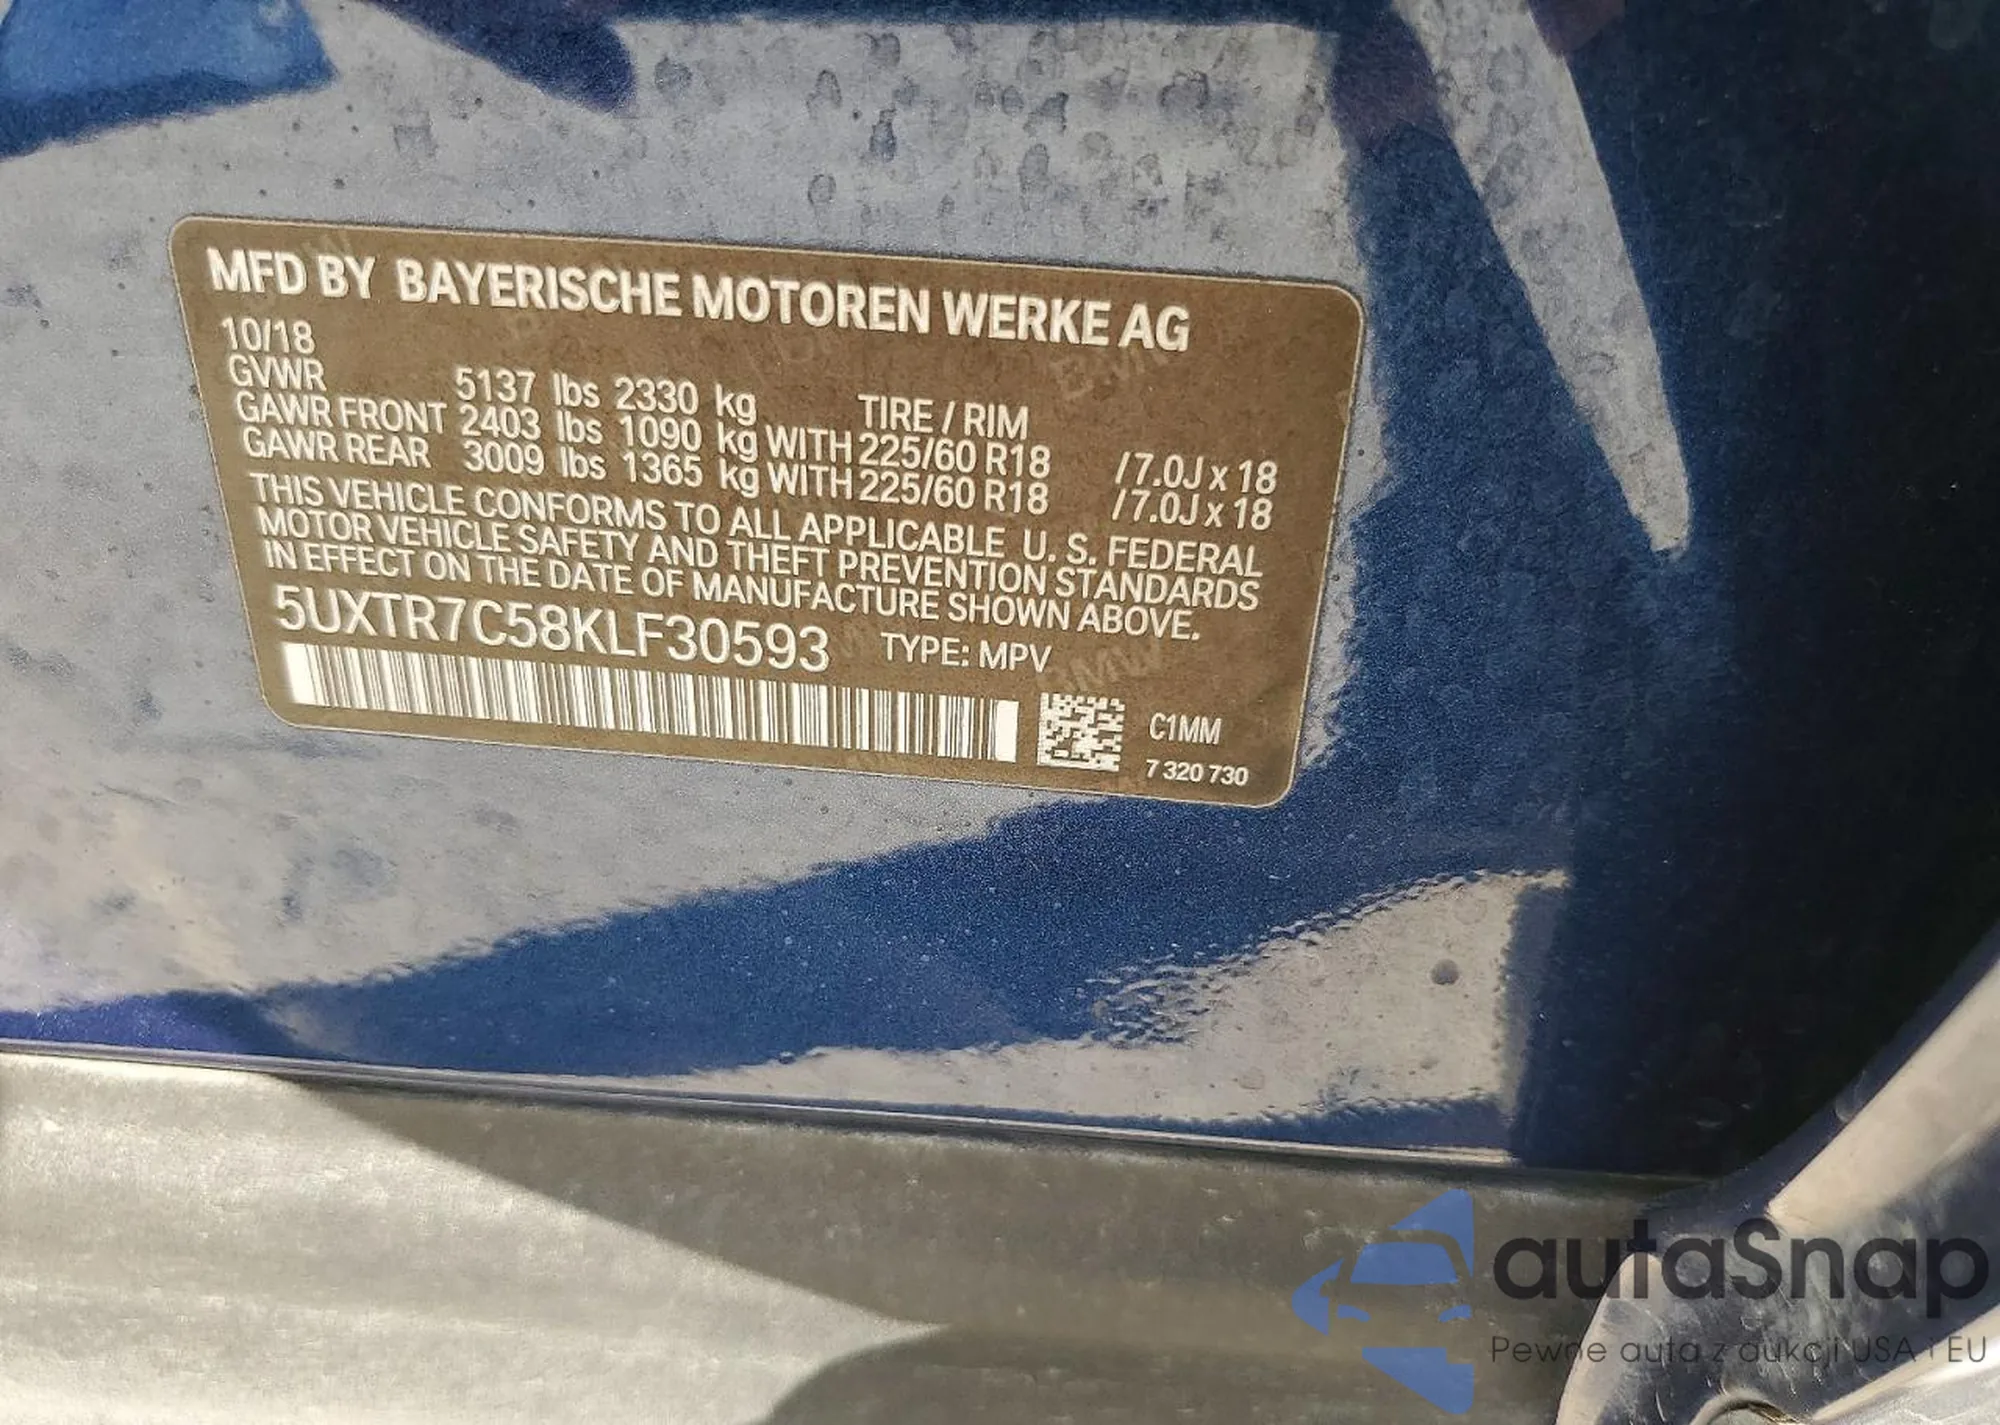 MFD BY BAYERISCHE MOTOREN WERKE AG
10/18
GVWR 5137 lbs 2330 kg TIRE / RIM
GAWR FRONT 2403 lbs 1090 kg WITH 225/60 R18 /7.0J x 18
GAWR REAR 3009 lbs 1365 kg WITH 225/60 R18 /7.0J x 18
THIS VEHICLE CONFORMS TO ALL APPLICABLE U. S. FEDERAL
MOTOR VEHICLE SAFETY AND THEFT PREVENTION STANDARDS
IN EFFECT ON THE DATE OF MANUFACTURE SHOWN ABOVE.
5UXTR7C58KLF30593 TYPE: MPV
C1MM
7 320 730
autaSnap
Pewne auta z aukcji USA i EU